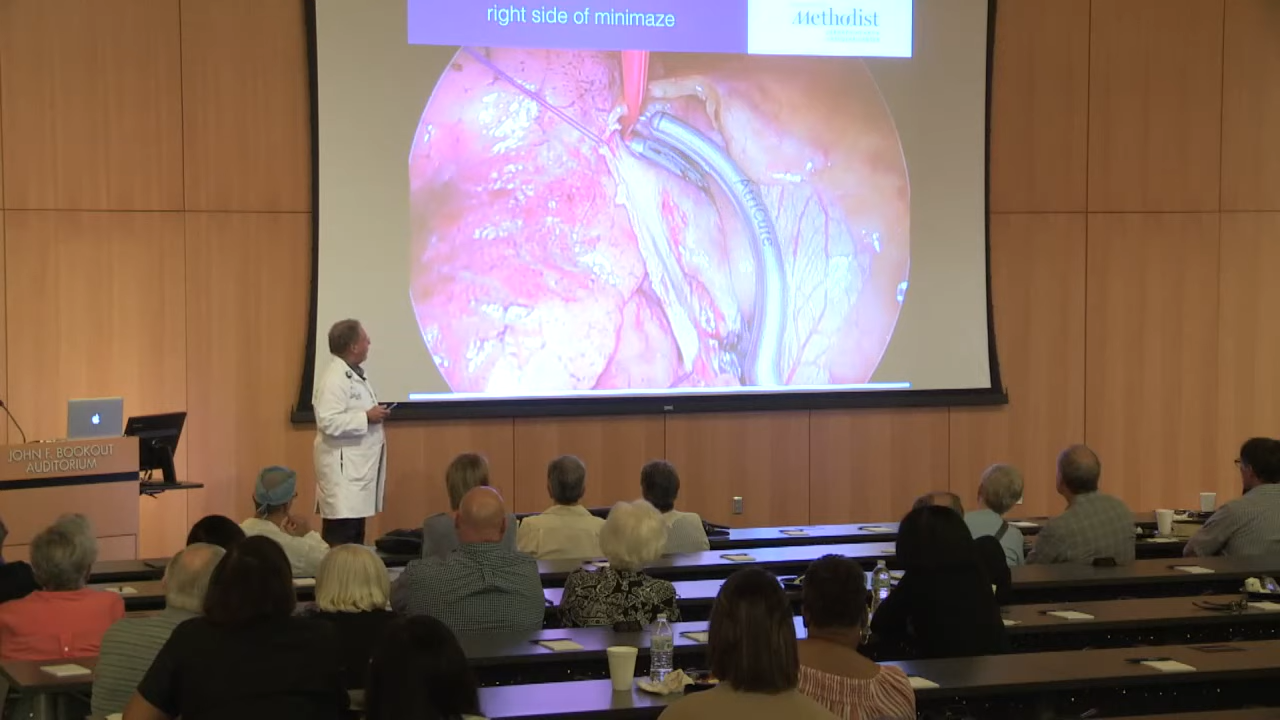 right side of minimaze
Methodist
AtriCure
JOHN F. BOOKOUT
AUDITORIUM